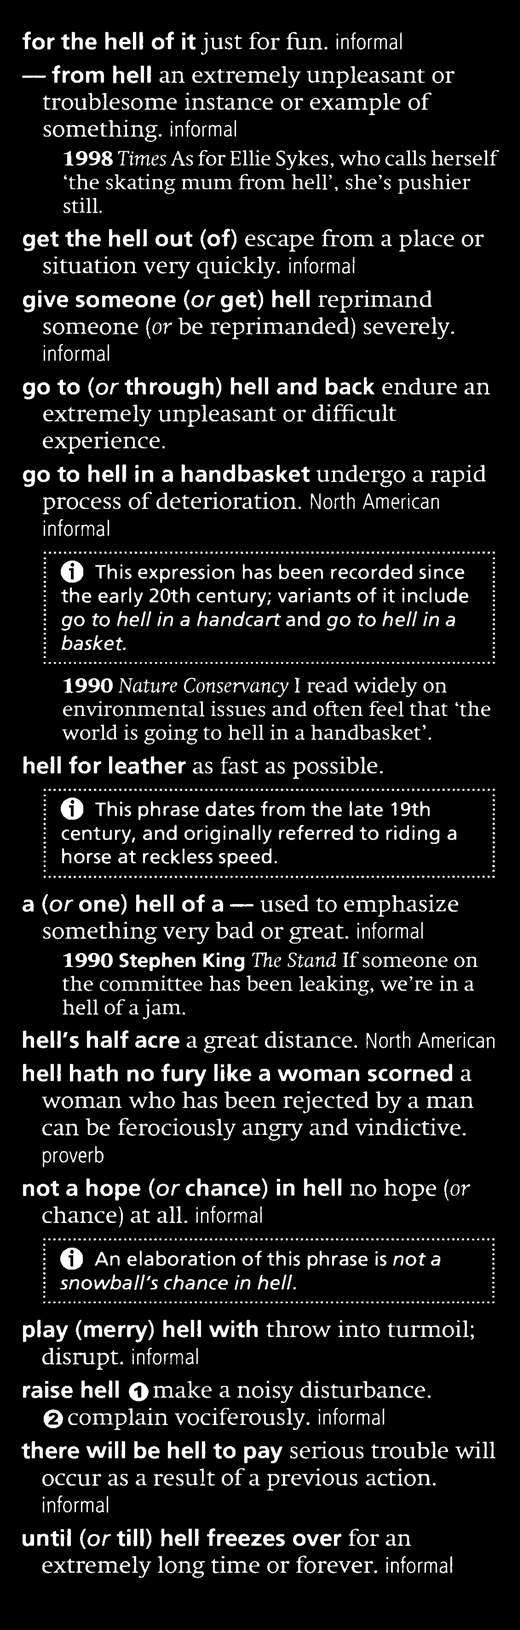 for the hell of it just for fun. informal
— from hell an extremely unpleasant or
troublesome instance or example of
something. informal
1998 Times As for Ellie Sykes, who calls herself
‘the skating mum from hell’, she’s pushier
still.
get the hell out (of) escape from a place or
situation very quickly. informal
give someone (or get) hell reprimand
someone (or be reprimanded) severely.
informal
go to (or through) hell and back endure an
extremely unpleasant or difficult
experience.
go to hell in a handbasket undergo a rapid
process of deterioration. North American
informal
i This expression has been recorded since
the early 20th century; variants of it include
go to hell in a handcart and go to hell in a
basket.
1990 Nature Conservancy I read widely on
environmental issues and often feel that ‘the
world is going to hell in a handbasket’.
hell for leather as fast as possible.
i This phrase dates from the late 19th
century, and originally referred to riding a
horse at reckless speed.
a (or one) hell of a — used to emphasize
something very bad or great. informal
1990 Stephen King The Stand If someone on
the committee has been leaking, we’re in a
hell of a jam.
hell’s half acre a great distance. North American
hell hath no fury like a woman scorned a
woman who has been rejected by a man
can be ferociously angry and vindictive.
proverb
not a hope (or chance) in hell no hope (or
chance) at all. informal
i An elaboration of this phrase is not a
snowball’s chance in hell.
play (merry) hell with throw into turmoil;
disrupt. informal
raise hell ❶ make a noisy disturbance.
❷ complain vociferously. informal
there will be hell to pay serious trouble will
occur as a result of a previous action.
informal
until (or till) hell freezes over for an
extremely long time or forever. informal